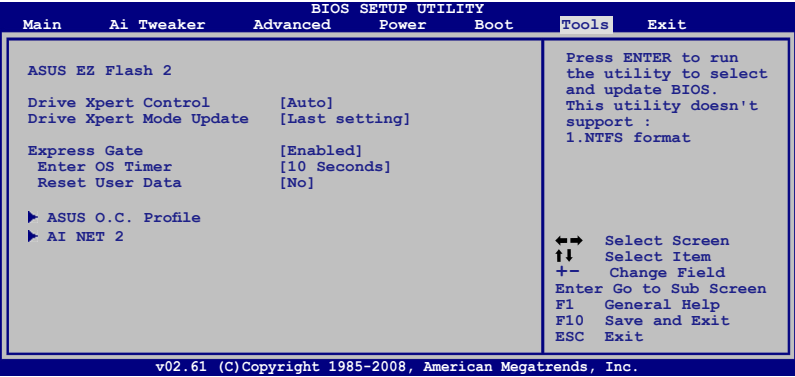 BIOS SETUP UTILITY
Main Ai Tweaker Advanced Power Boot Tools Exit
ASUS EZ Flash 2
Drive Xpert Control [Auto]
Drive Xpert Mode Update [Last setting]
Express Gate [Enabled]
Enter OS Timer [10 Seconds]
Reset User Data [No]
ASUS O.C. Profile
AI NET 2
Press ENTER to run
the utility to select
and update BIOS.
This utility doesn't
support :
1.NTFS format
Select Screen
Select Item
+- Change Field
Enter Go to Sub Screen
F1 General Help
F10 Save and Exit
ESC Exit
v02.61 (C)Copyright 1985-2008, American Megatrends, Inc.